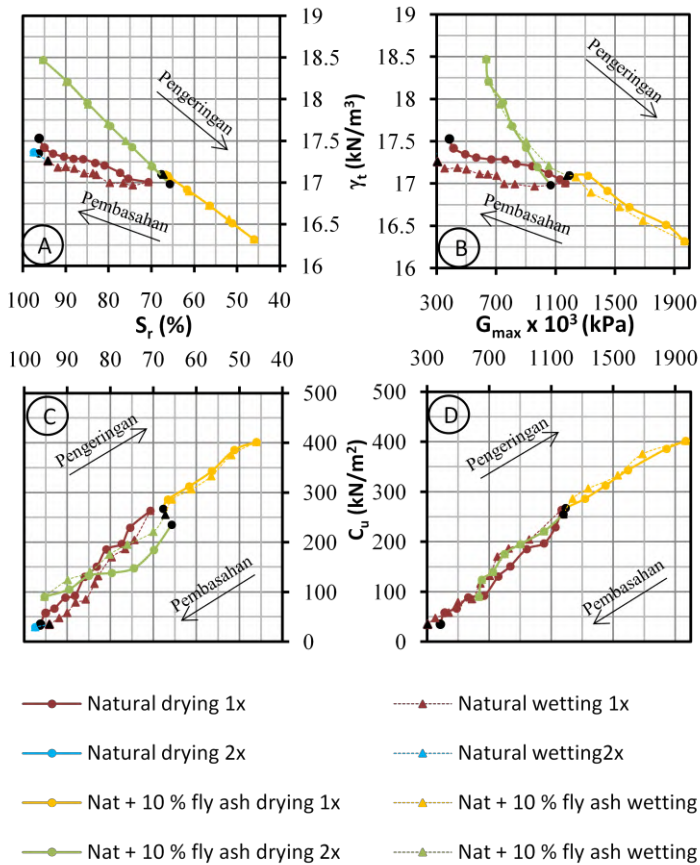 19
18.5
18
17.5
17
16.5
16
γt (kN/m³)
Pengeringan
Pembasahan
A
100 90 80 70 60 50 40
Sr (%)
19
18.5
18
17.5
17
16.5
16
Pengeringan
Pembasahan
B
300 700 1100 1500 1900
Gmax x 10³ (kPa)
100 90 80 70 60 50 40
500
400
300
200
100
0
Cu (kN/m²)
C
Pengeringan
Pembasahan
300 700 1100 1500 1900
500
400
300
200
100
0
D
Pengeringan
Pembasahan
Natural drying 1x
Natural wetting 1x
Natural drying 2x
Natural wetting2x
Nat + 10 % fly ash drying 1x
Nat + 10 % fly ash wetting
Nat + 10 % fly ash drying 2x
Nat + 10 % fly ash wetting